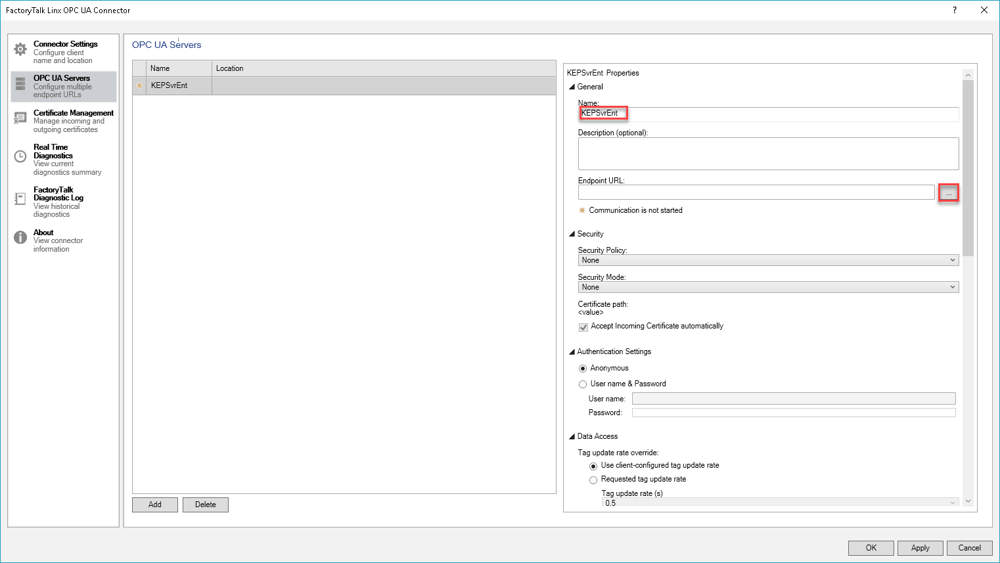 FactoryTalk Linx OPC UA Connector
?
Connector Settings
Configure client
name and location
OPC UA Servers
Configure multiple
endpoint URLs
Certificate Management
Manage incoming and
outgoing certificates
Real Time
Diagnostics
View current
diagnostics summary
FactoryTalk
Diagnostic Log
View historical
diagnostics
About
View connector
information
OPC UA Servers
Name Location
KEPSvrEnt
Add Delete
KEPSvrEnt Properties
General
Name:
KEPSvrEnt
Description (optional):
Endpoint URL:
...
Communication is not started
Security
Security Policy:
None
Security Mode:
None
Certificate path:
<value>
Accept Incoming Certificate automatically
Authentication Settings
Anonymous
User name & Password
User name:
Password:
Data Access
Tag update rate override:
Use client-configured tag update rate
Requested tag update rate
Tag update rate (s)
0.5
OK Apply Cancel